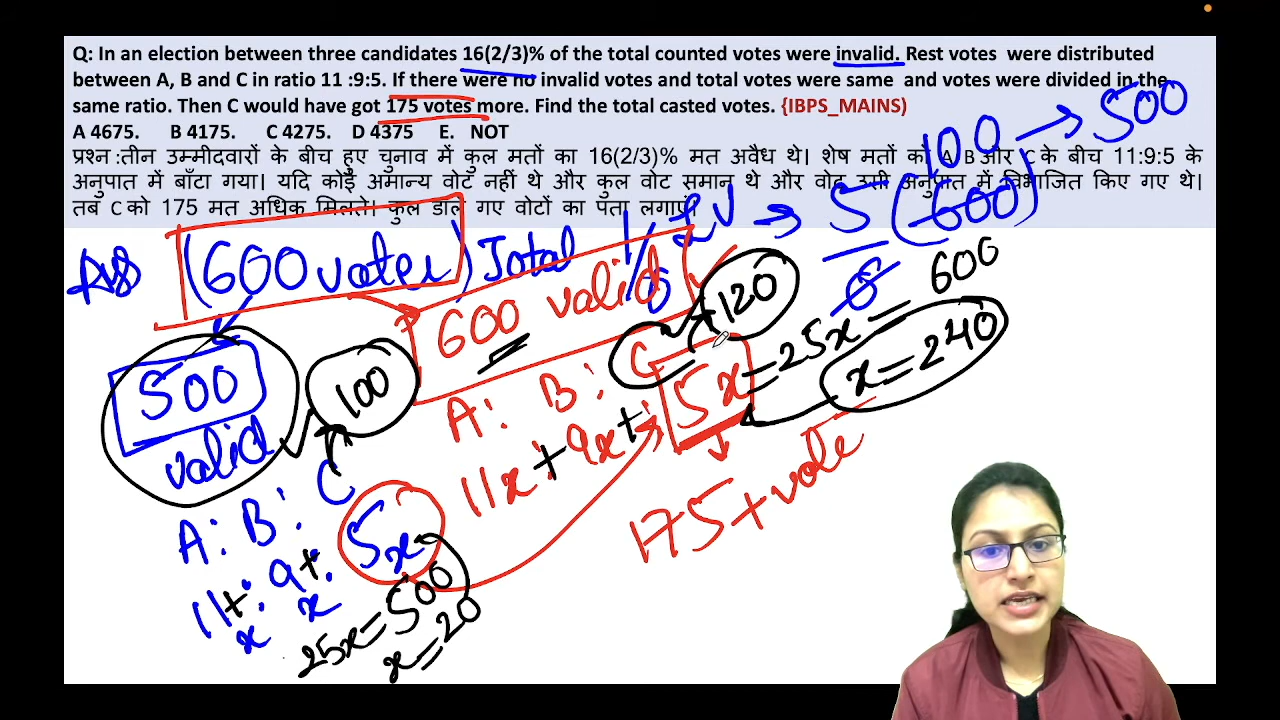 Q: In an election between three candidates 16(2/3)% of the total counted votes were invalid. Rest votes were distributed
between A, B and C in ratio 11 :9:5. If there were no invalid votes and total votes were same and votes were divided in the
same ratio. Then C would have got 175 votes more. Find the total casted votes. {IBPS_MAINS)
A 4675. B 4175. C 4275. D 4375 E. NOT
प्रश्न :तीन उम्मीदवारों के बीच हुए चुनाव में कुल मतों का 16(2/3)% मत अवैध थे। शेष मतों को A B और C के बीच 11:9:5 के
अनुपात में बाँटा गया। यदि कोई अमान्य वोट नहीं थे और कुल वोट समान थे और वोट उसी अनुपात में विभाजित किए गए थे।
तब C को 175 मत अधिक मिलते। कुल डाले गए वोटों का पता लगाएं।
100 → 500
Ans (600 votes) Total 1/6 → 5/6 (600)
600 valid
+120
500 valid
100
A: B: C
5x = 25x = 600
x = 240
11x + 9x +
175 + vote
A: B: C
11x + 9x + 5x
25x = 500
x = 20